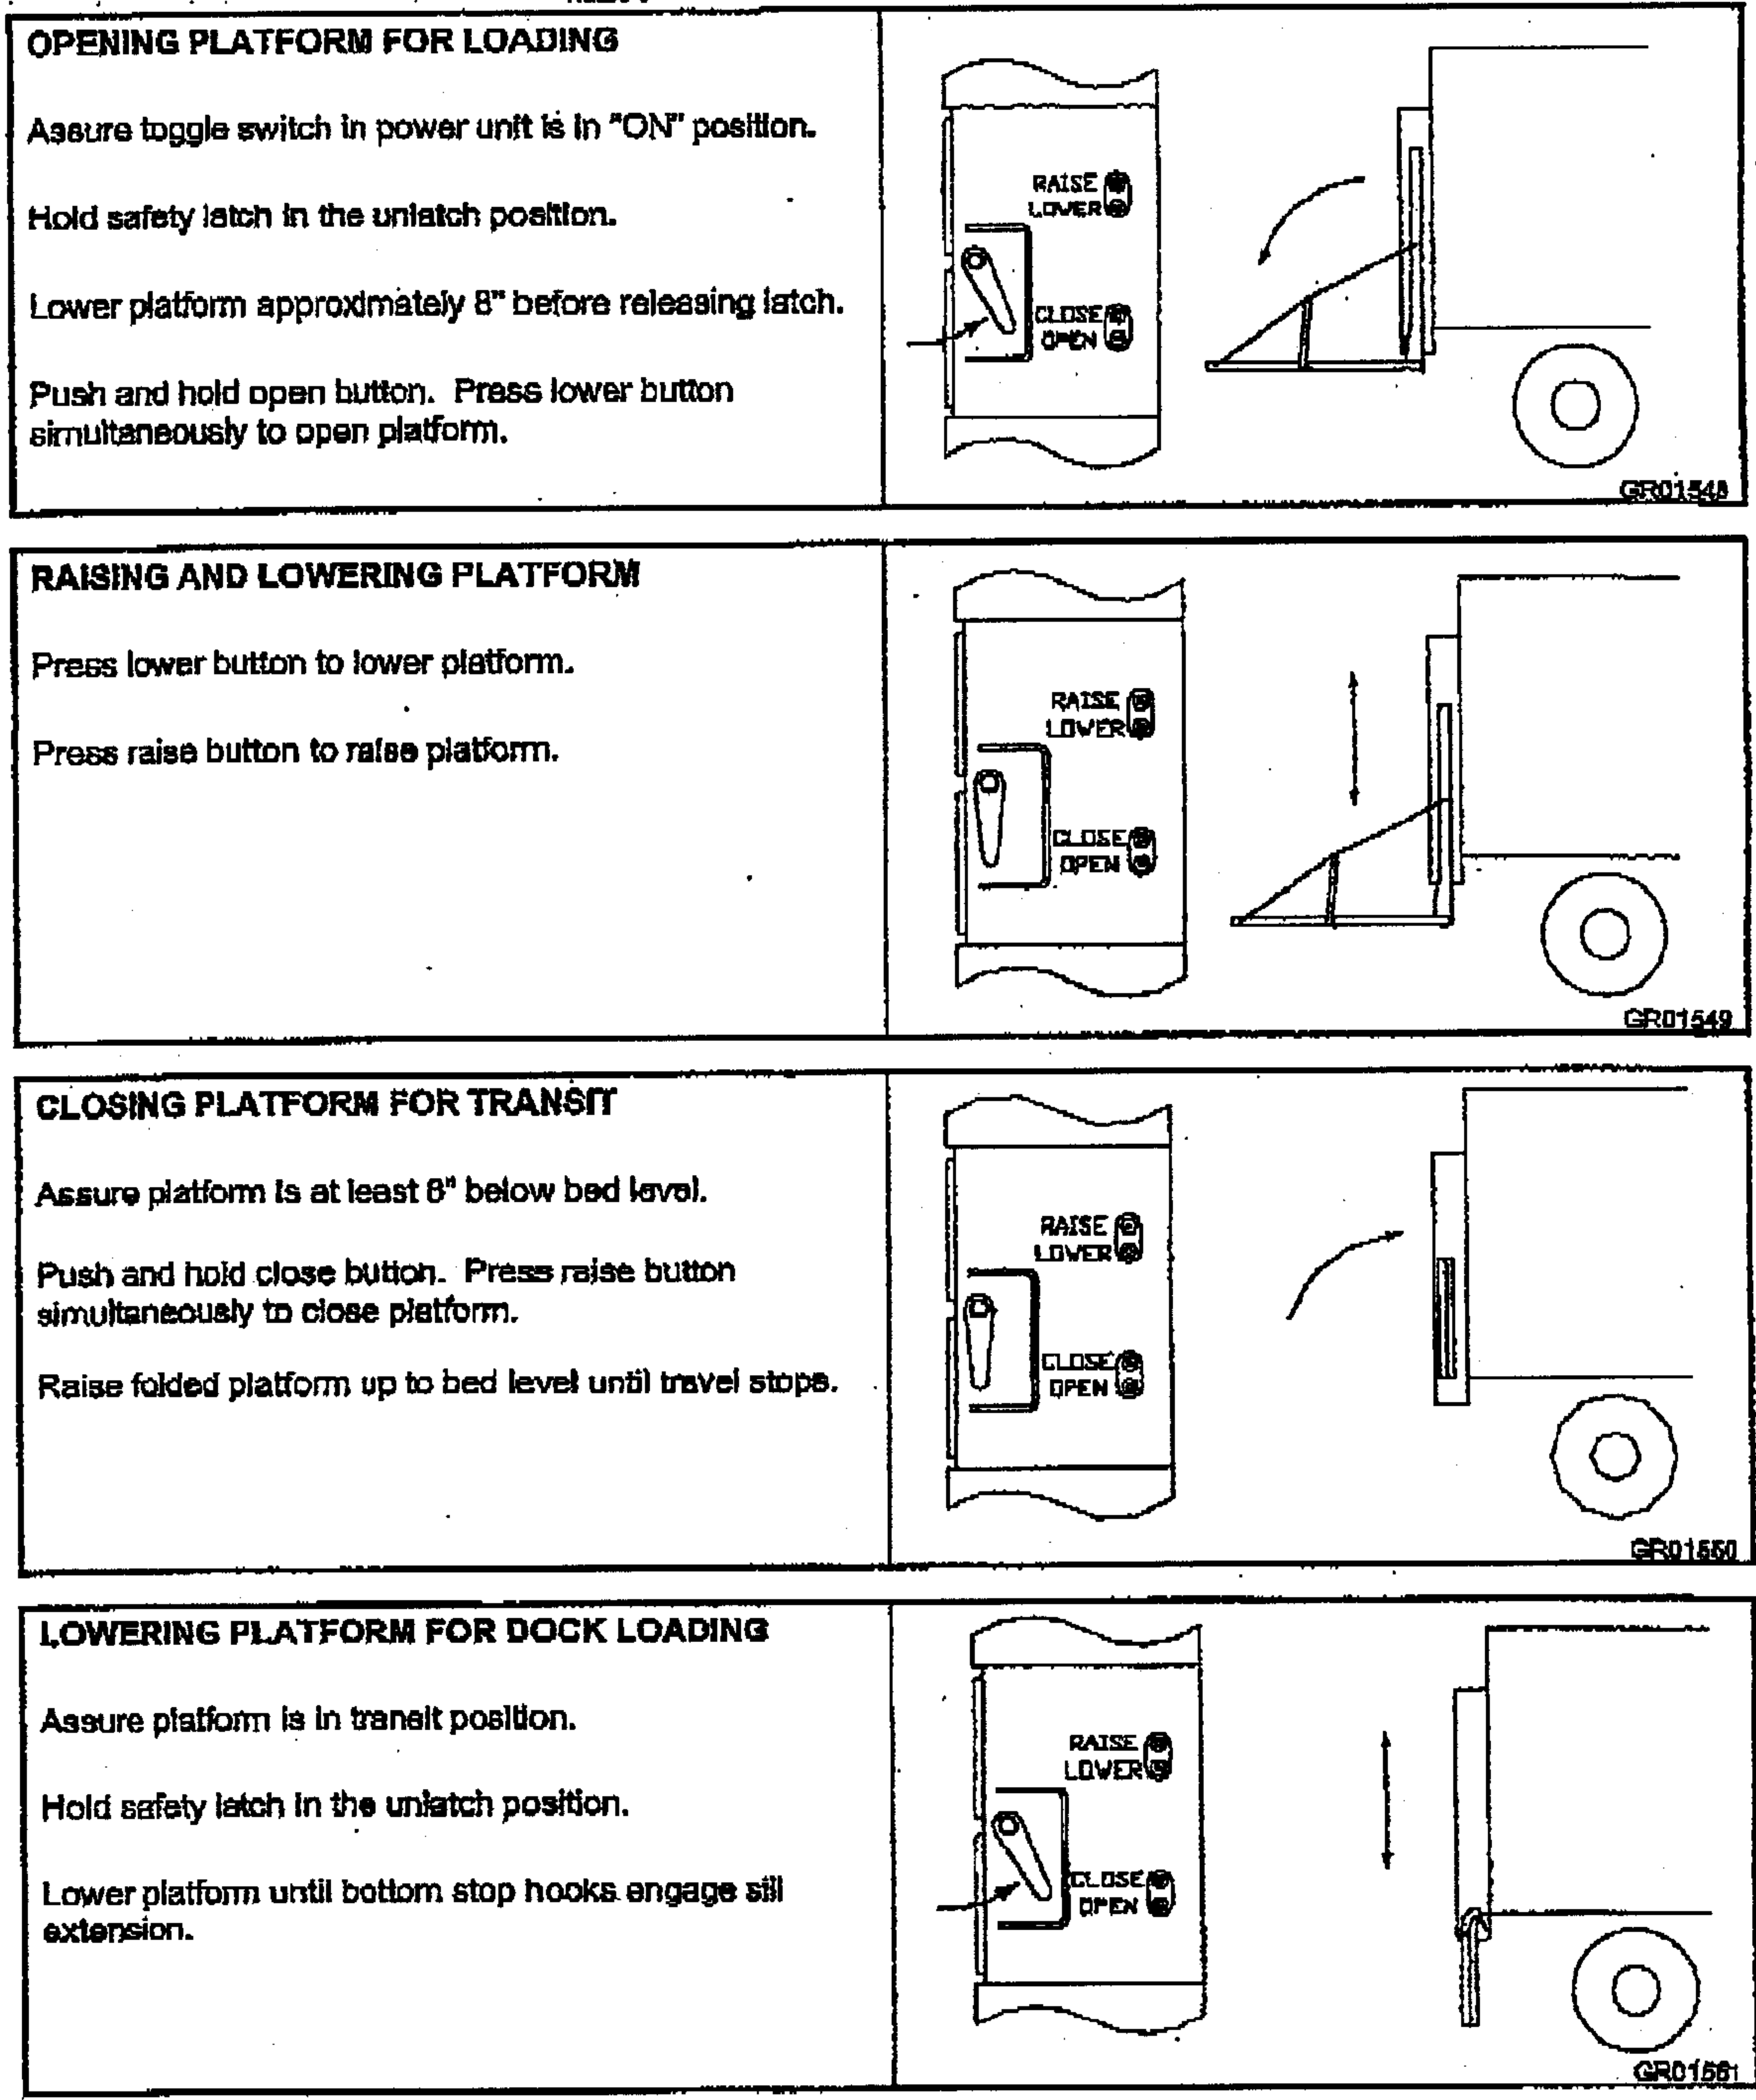 OPENING PLATFORM FOR LOADING
Assure toggle switch in power unit is in "ON" position.
Hold safety latch in the unlatch position.
Lower platform approximately 8" before releasing latch.
Push and hold open button. Press lower button
simultaneously to open platform.
RAISE
LOWER
CLOSE
OPEN
GR01548
RAISING AND LOWERING PLATFORM
Press lower button to lower platform.
Press raise button to raise platform.
RAISE
LOWER
CLOSE
OPEN
GR01549
CLOSING PLATFORM FOR TRANSIT
Assure platform is at least below bed level.
Push and hold close button. Press raise button
simultaneously to close platform.
Raise folded platform up to bed level until travel stops.
RAISE
LOWER
CLOSE
OPEN
GR01550
LOWERING PLATFORM FOR DOCK LOADING
Assure platform is in transit position.
Hold safety latch in the unlatch position.
Lower platform until bottom stop hooks engage sill
extension.
RAISE
LOWER
CLOSE
OPEN
GR01551